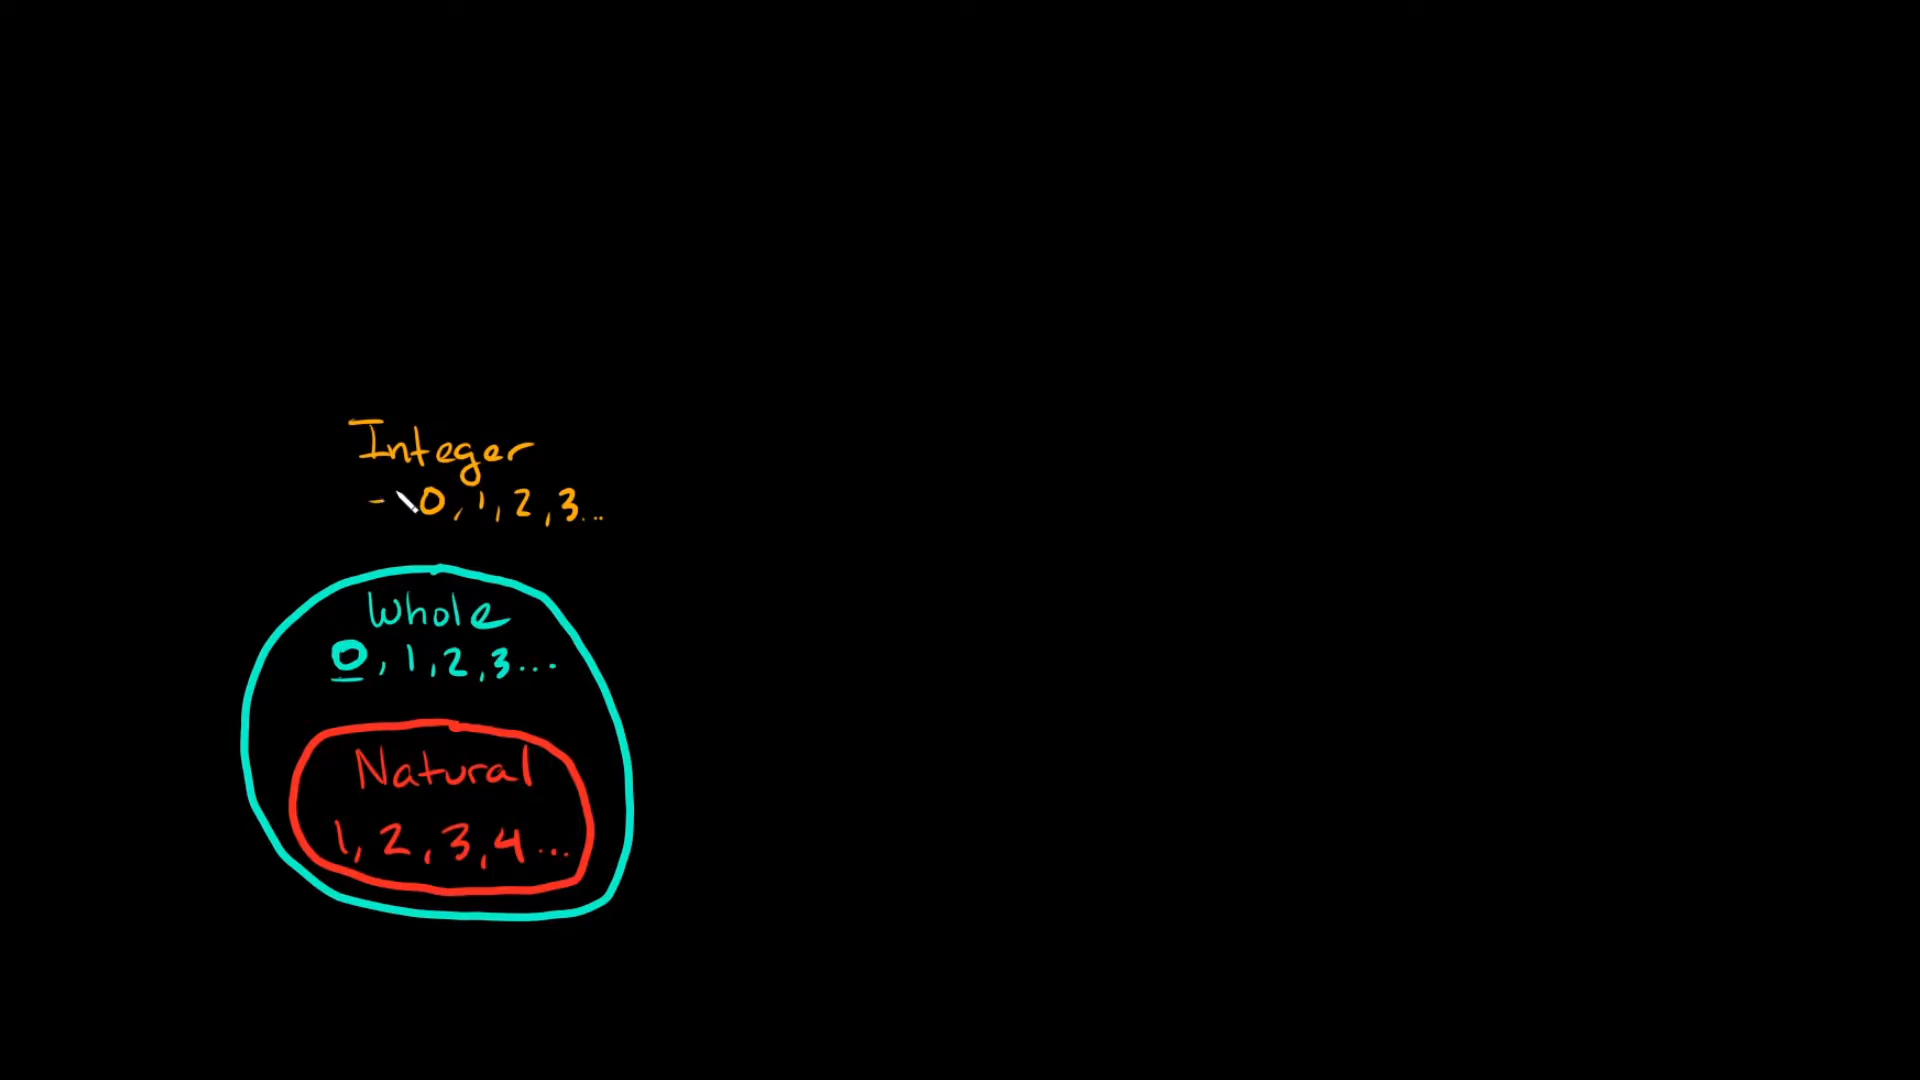 Integer
- 0, 1, 2, 3...
Whole
0, 1, 2, 3...
Natural
1, 2, 3, 4...